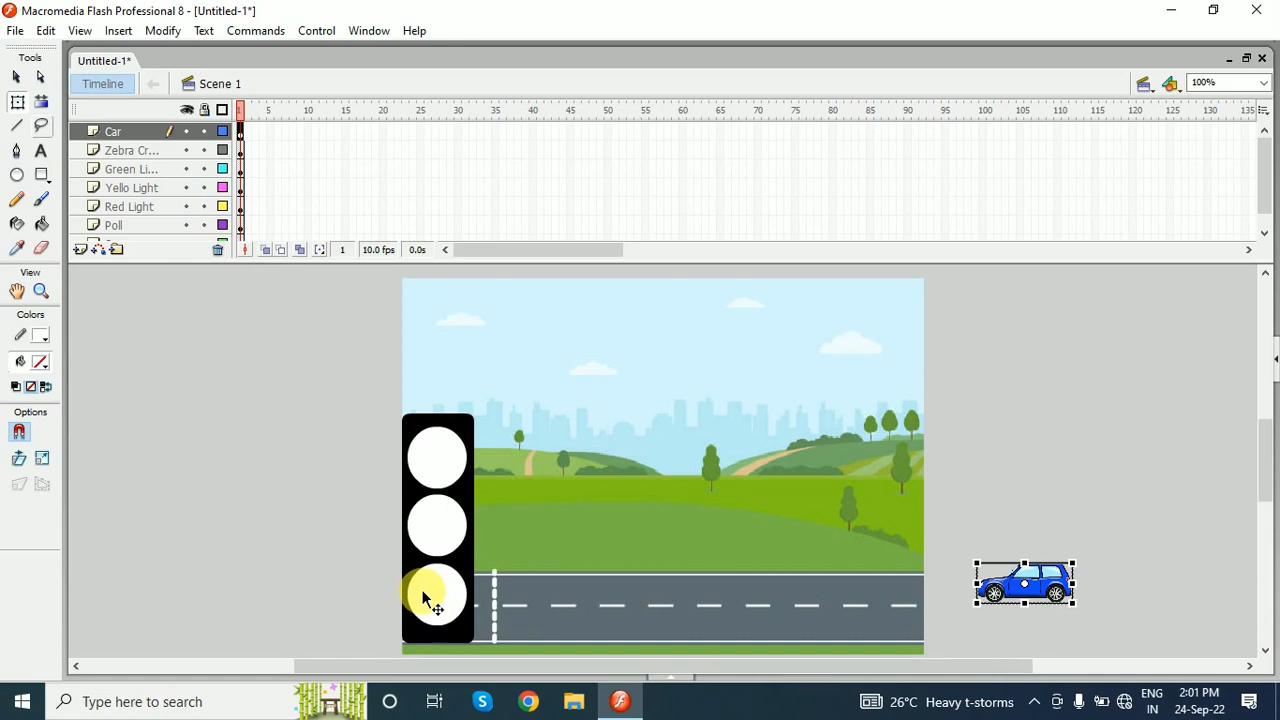 Macromedia Flash Professional 8 - [Untitled-1*]
File Edit View Insert Modify Text Commands Control Window Help
Tools
Untitled-1*
Timeline Scene 1 100%
1 5 10 15 20 25 30 35 40 45 50 55 60 65 70 75 80 85 90 95 100 105 110 115 120 125 130 135
Car
Zebra Cr...
Green Li...
Yello Light
Red Light
Poll
1 10.0 fps 0.0s
View
Colors
Options
Type here to search
26°C Heavy t-storms
ENG
IN
2:01 PM
24-Sep-22